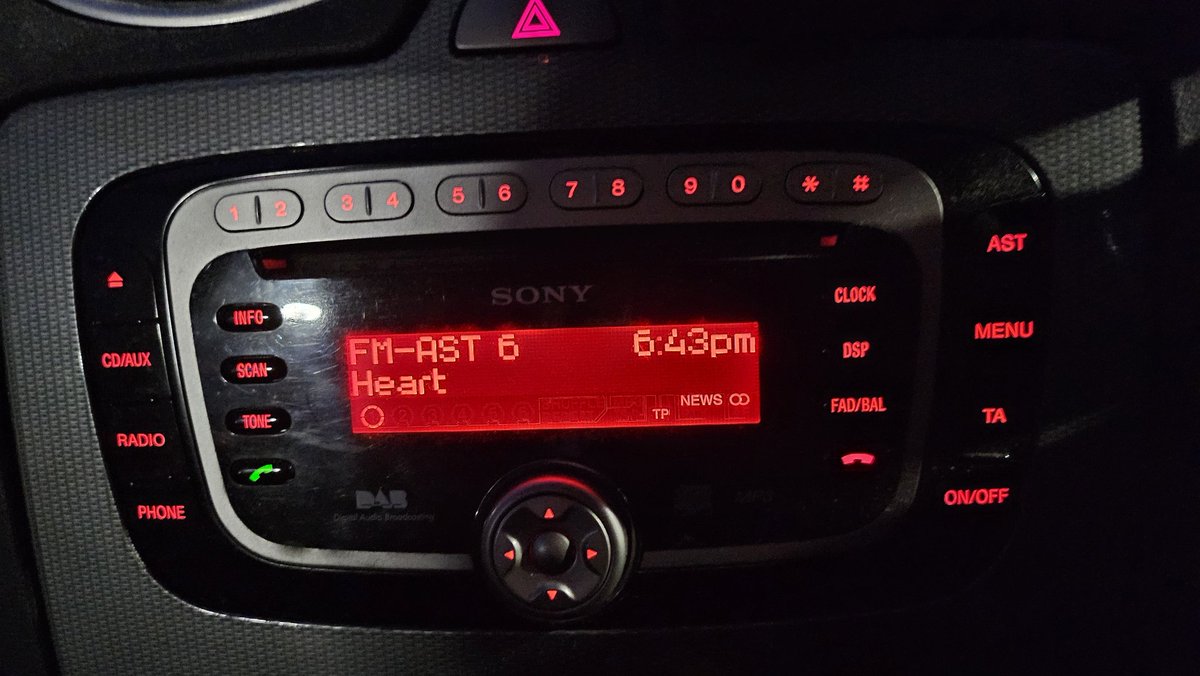 1 2 3 4 5 6 7 8 9 0 * #
AST
SONY
INFO
CLOCK
FM-AST 6 6:43pm
MENU
CD/AUX
SCAN
Heart
DSP
NEWS
TP
TONE
FAD/BAL
TA
RADIO
PHONE
DAB
Digital Audio Broadcasting
MP3
ON/OFF